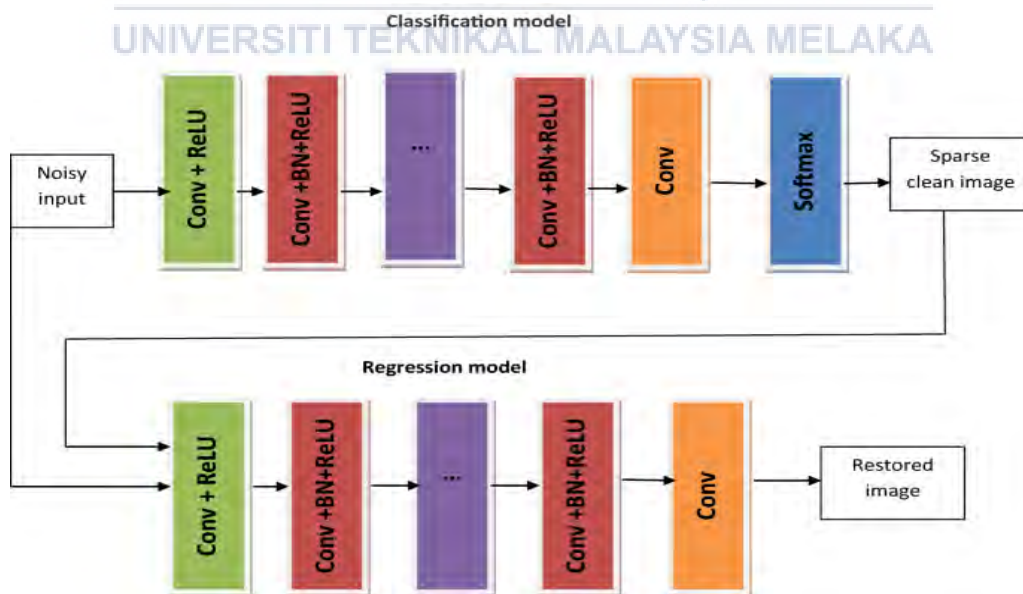 Classification model
UNIVERSITI TEKNIKAL MALAYSIA MELAKA
Noisy
input
Conv + ReLU
Conv +BN+ReLU
...
Conv +BN+ReLU
Conv
Softmax
Sparse
clean image
Regression model
Conv + ReLU
Conv +BN+ReLU
...
Conv +BN+ReLU
Conv
Restored
image